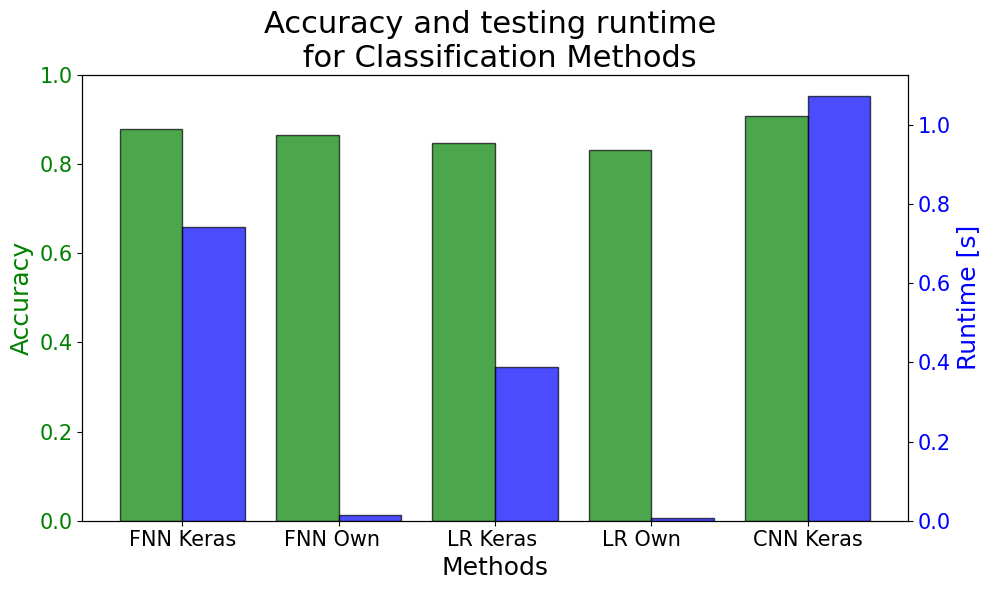 Accuracy and testing runtime
for Classification Methods
Accuracy
1.0
0.8
0.6
0.4
0.2
0.0
Runtime [s]
1.0
0.8
0.6
0.4
0.2
0.0
FNN Keras
FNN Own
LR Keras
LR Own
CNN Keras
Methods